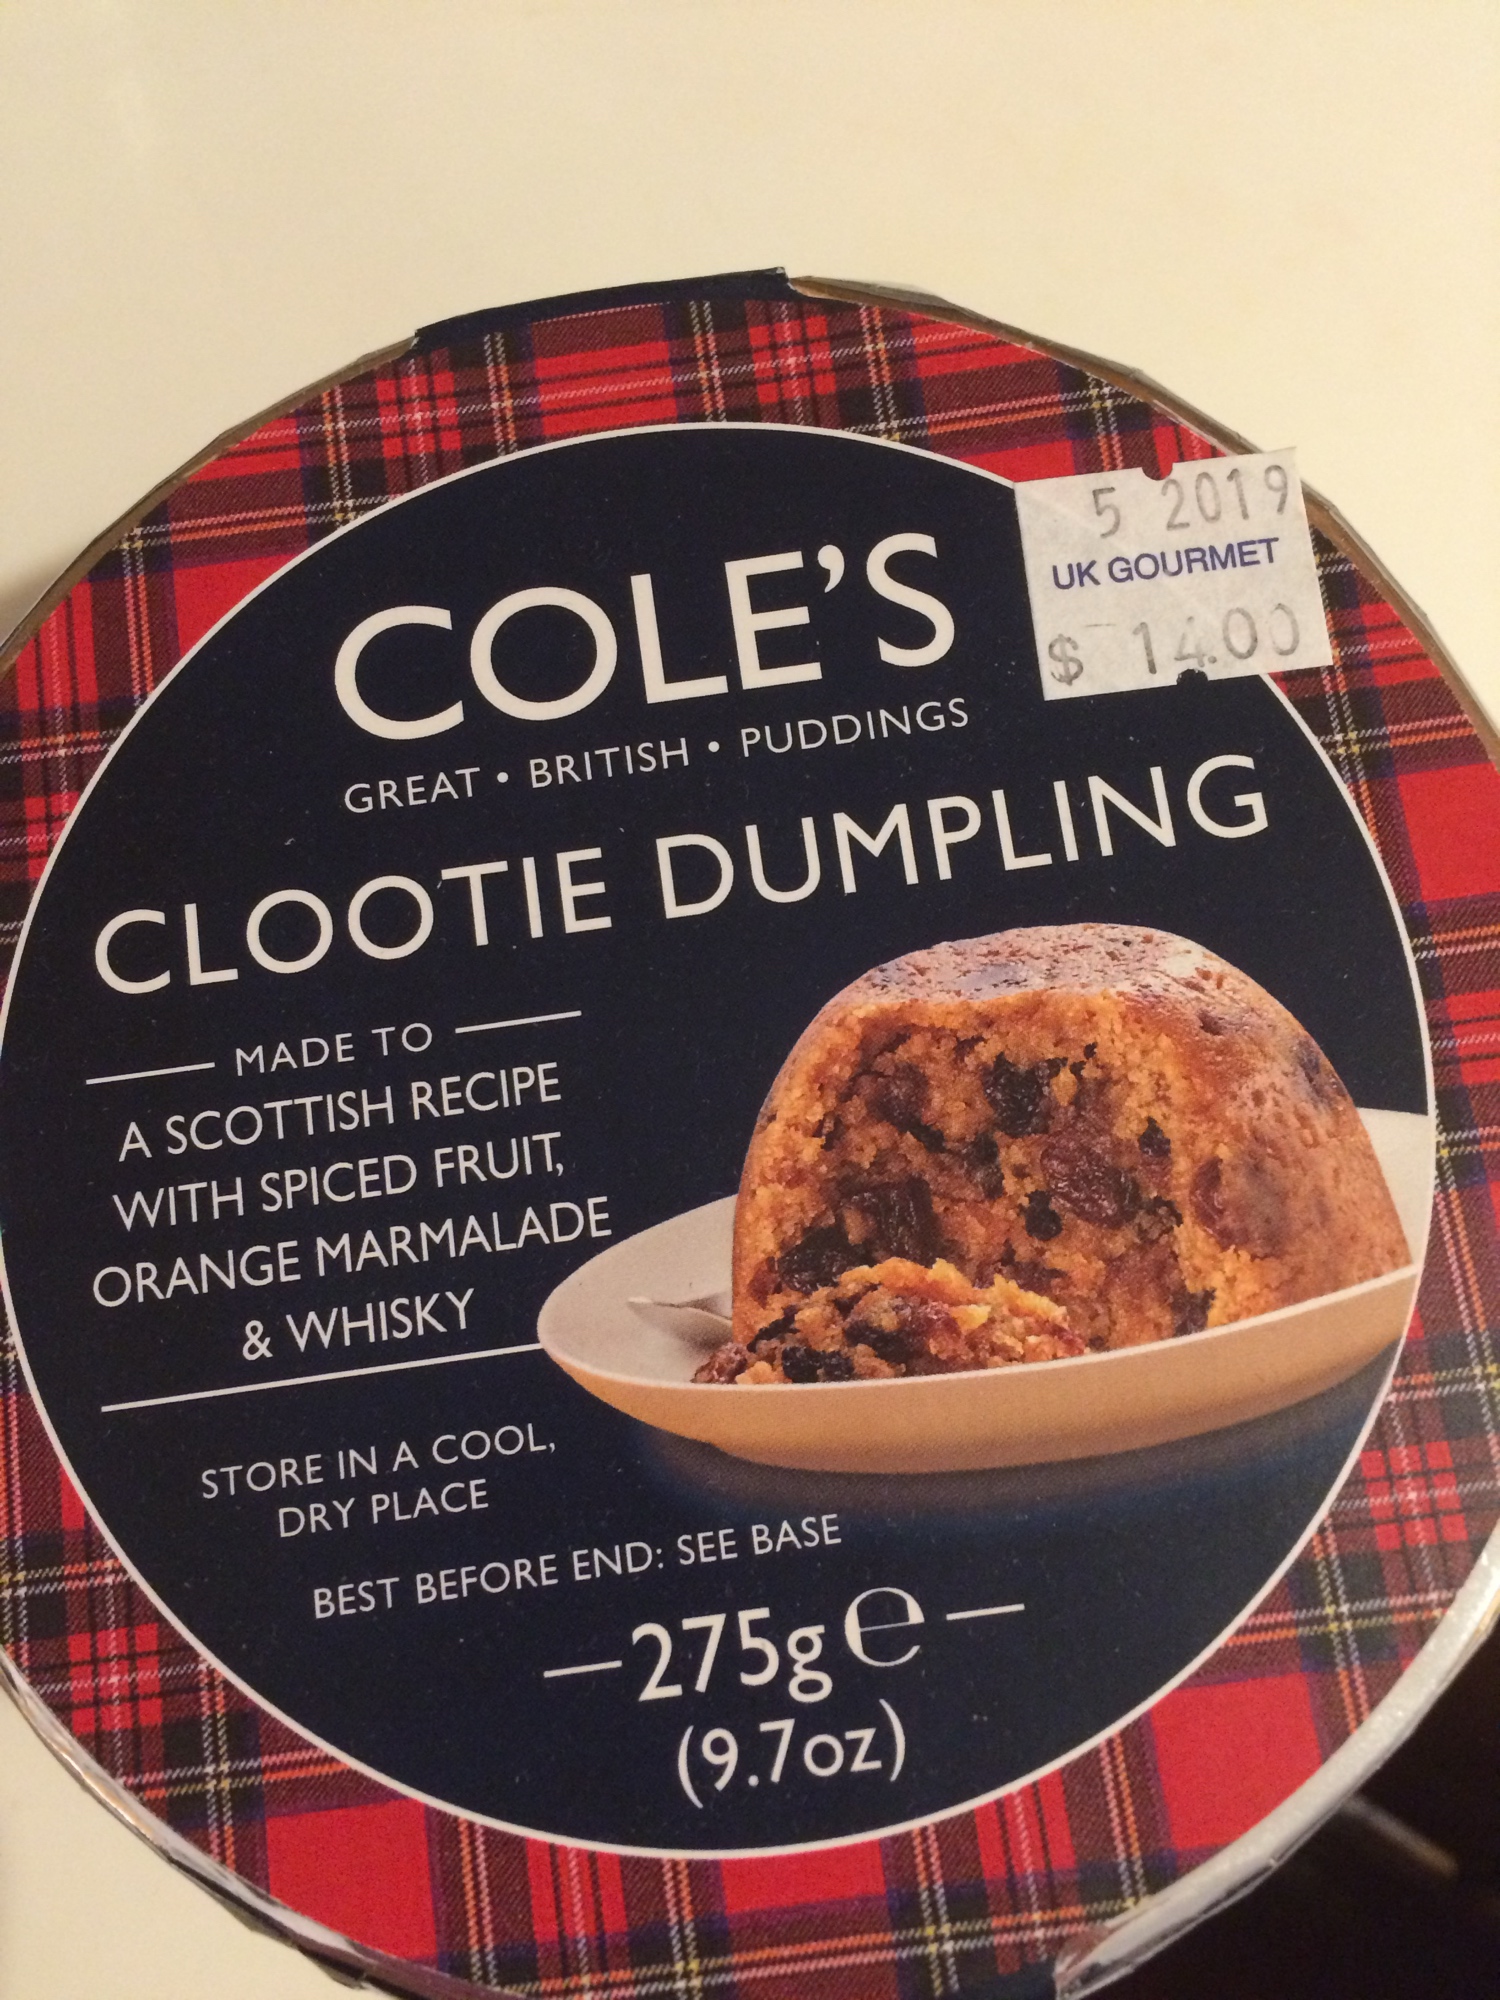 5 2019
UK GOURMET
$ 14.00
COLE'S
GREAT • BRITISH • PUDDINGS
CLOOTIE DUMPLING
MADE TO
A SCOTTISH RECIPE
WITH SPICED FRUIT,
ORANGE MARMALADE
& WHISKY
STORE IN A COOL,
DRY PLACE
BEST BEFORE END: SEE BASE
275g ℮
(9.7oz)